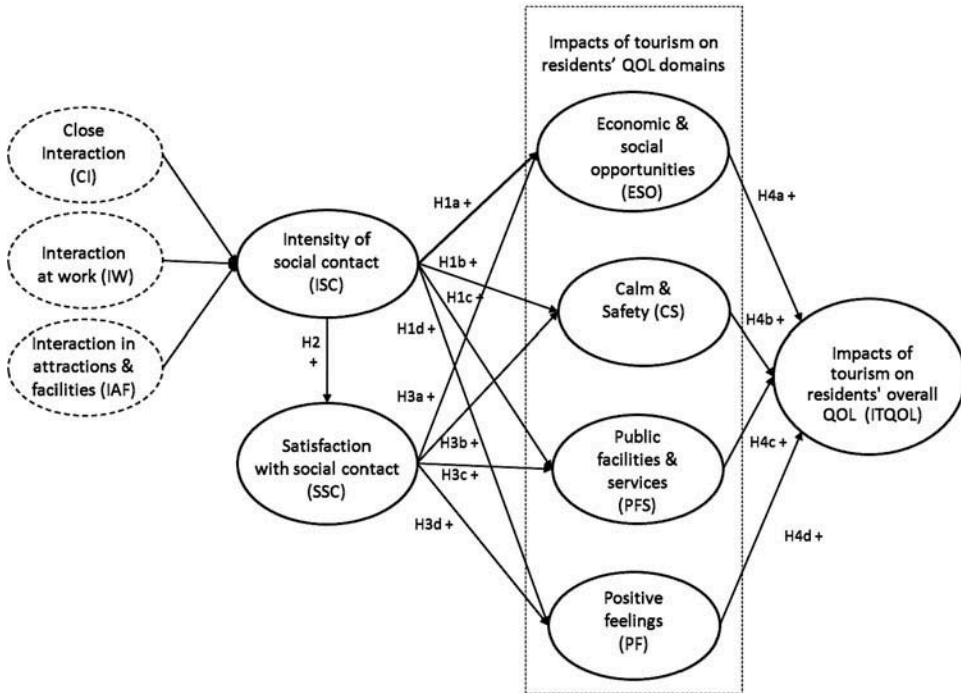 Impacts of tourism on
residents' QOL domains
Close
Interaction
(CI)
Interaction
at work (IW)
Interaction in
attractions &
facilities (IAF)
Intensity of
social contact
(ISC)
H2
+
Satisfaction
with social contact
(SSC)
H1a +
H1b +
H1c +
H1d +
H3a +
H3b +
H3c +
H3d +
Economic &
social
opportunities
(ESO)
Calm &
Safety (CS)
Public
facilities &
services
(PFS)
Positive
feelings
(PF)
H4a +
H4b +
H4c +
H4d +
Impacts of
tourism on
residents' overall
QOL (ITQOL)